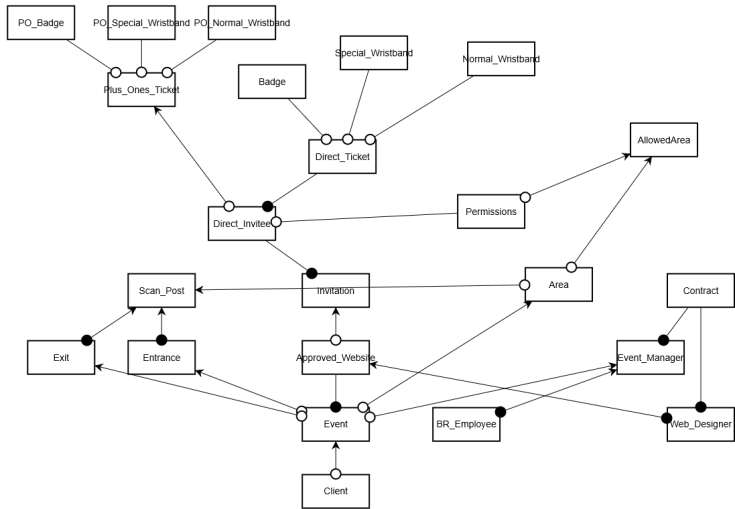 PO_Badge
PO_Special_Wristband
PO_Normal_Wristband
Special_Wristband
Normal_Wristband
Badge
Plus_Ones_Ticket
AllowedArea
Direct_Ticket
Permissions
Direct_Invitee
Scan_Post
Invitation
Area
Contract
Exit
Entrance
Approved_Website
Event_Manager
Event
BR_Employee
Web_Designer
Client